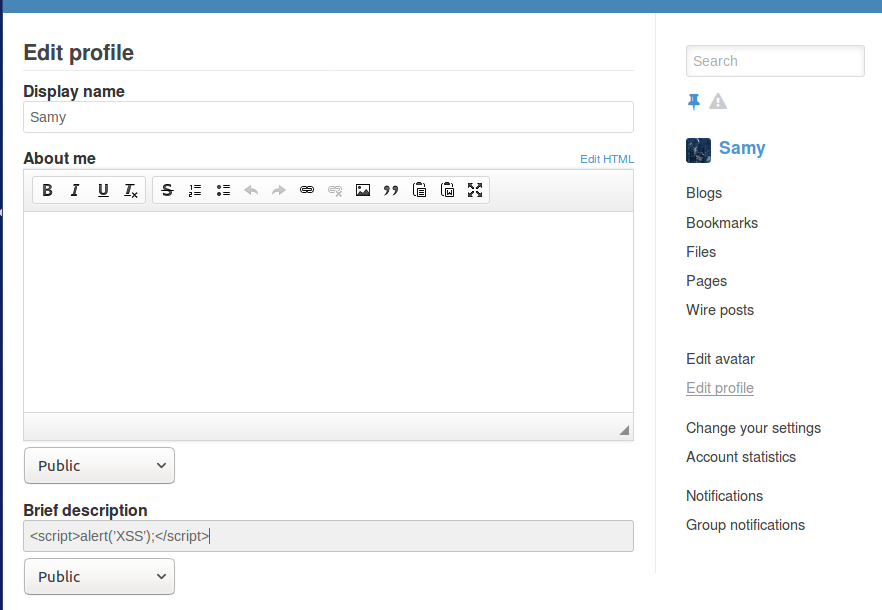 Edit profile
Display name
Samy
About me
Edit HTML
B I U Tx S
Public
Brief description
<script>alert('XSS');</script>
Public
Search
Samy
Blogs
Bookmarks
Files
Pages
Wire posts
Edit avatar
Edit profile
Change your settings
Account statistics
Notifications
Group notifications